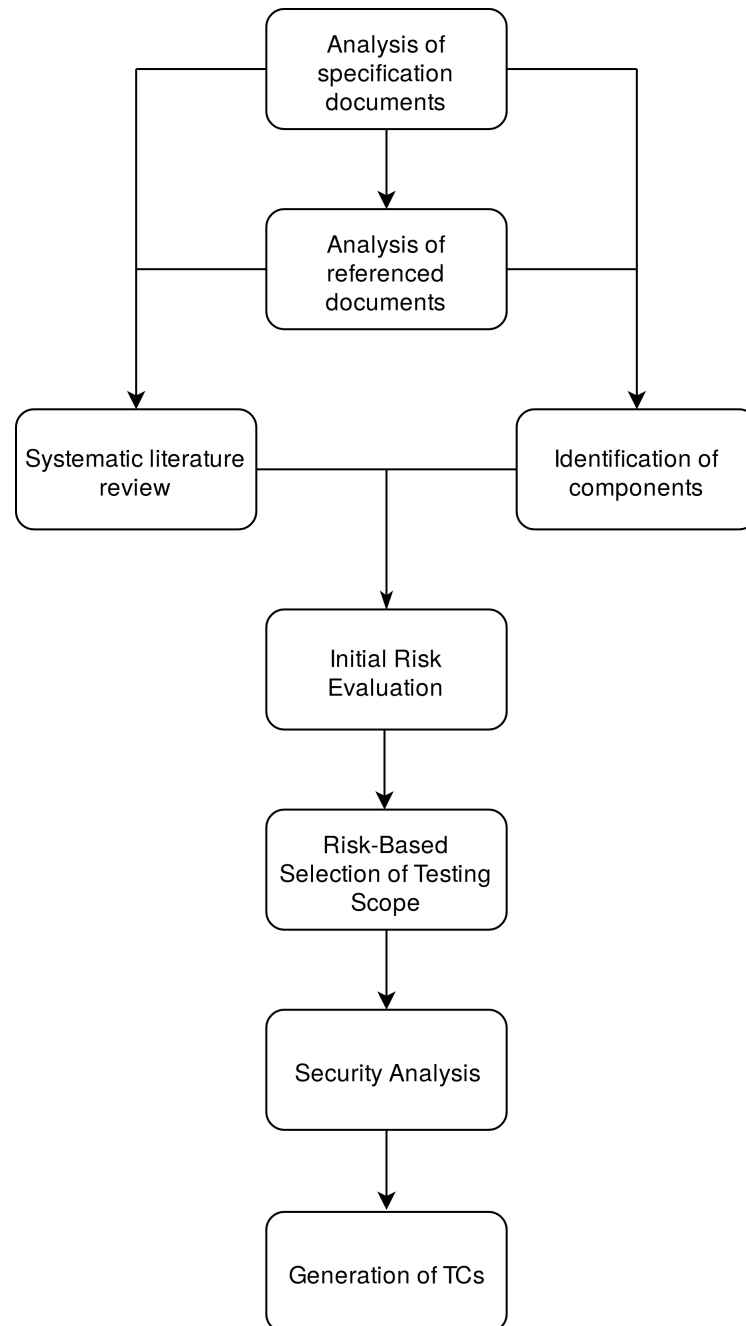 Analysis of
specification
documents
Analysis of
referenced
documents
Systematic literature
review
Identification of
components
Initial Risk
Evaluation
Risk-Based
Selection of Testing
Scope
Security Analysis
Generation of TCs